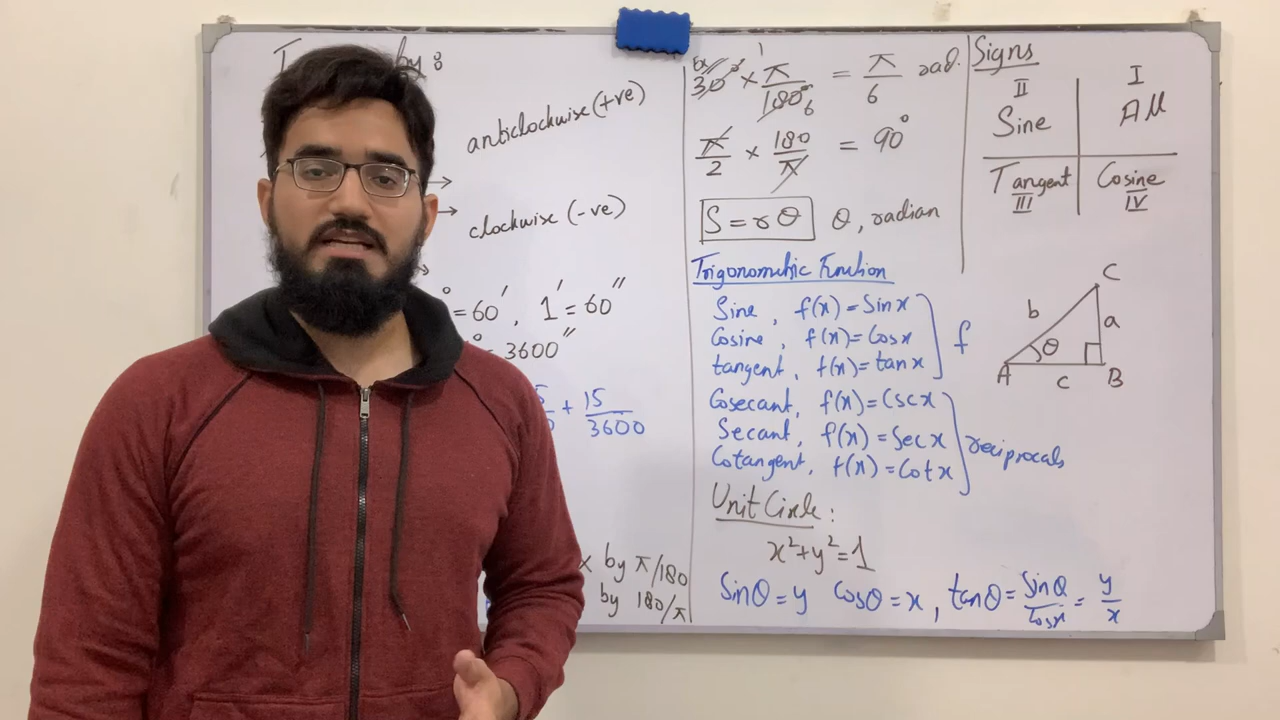 by :
anticlockwise (+ve)
clockwise (-ve)
° = 60′ , 1′ = 60″
3600″
+ 15/3600
by π/180
by 180/π
30° × π/180° = π/6 rad.
π/2 × 180/π = 90°
S = rθ θ, radian
Trigonometric Function
Sine , f(x) = Sin x
Cosine , f(x) = Cos x
tangent, f(x) = tan x
f
Cosecant, f(x) = Csc x
Secant, f(x) = Sec x
Cotangent, f(x) = Cot x
reciprocals
Unit Circle :
x² + y² = 1
Sinθ = y Cosθ = x , tanθ = Sinθ/Cosx = y/x
Signs
II I
Sine All
Tangent Cosine
III IV
C
b a
θ
A c B